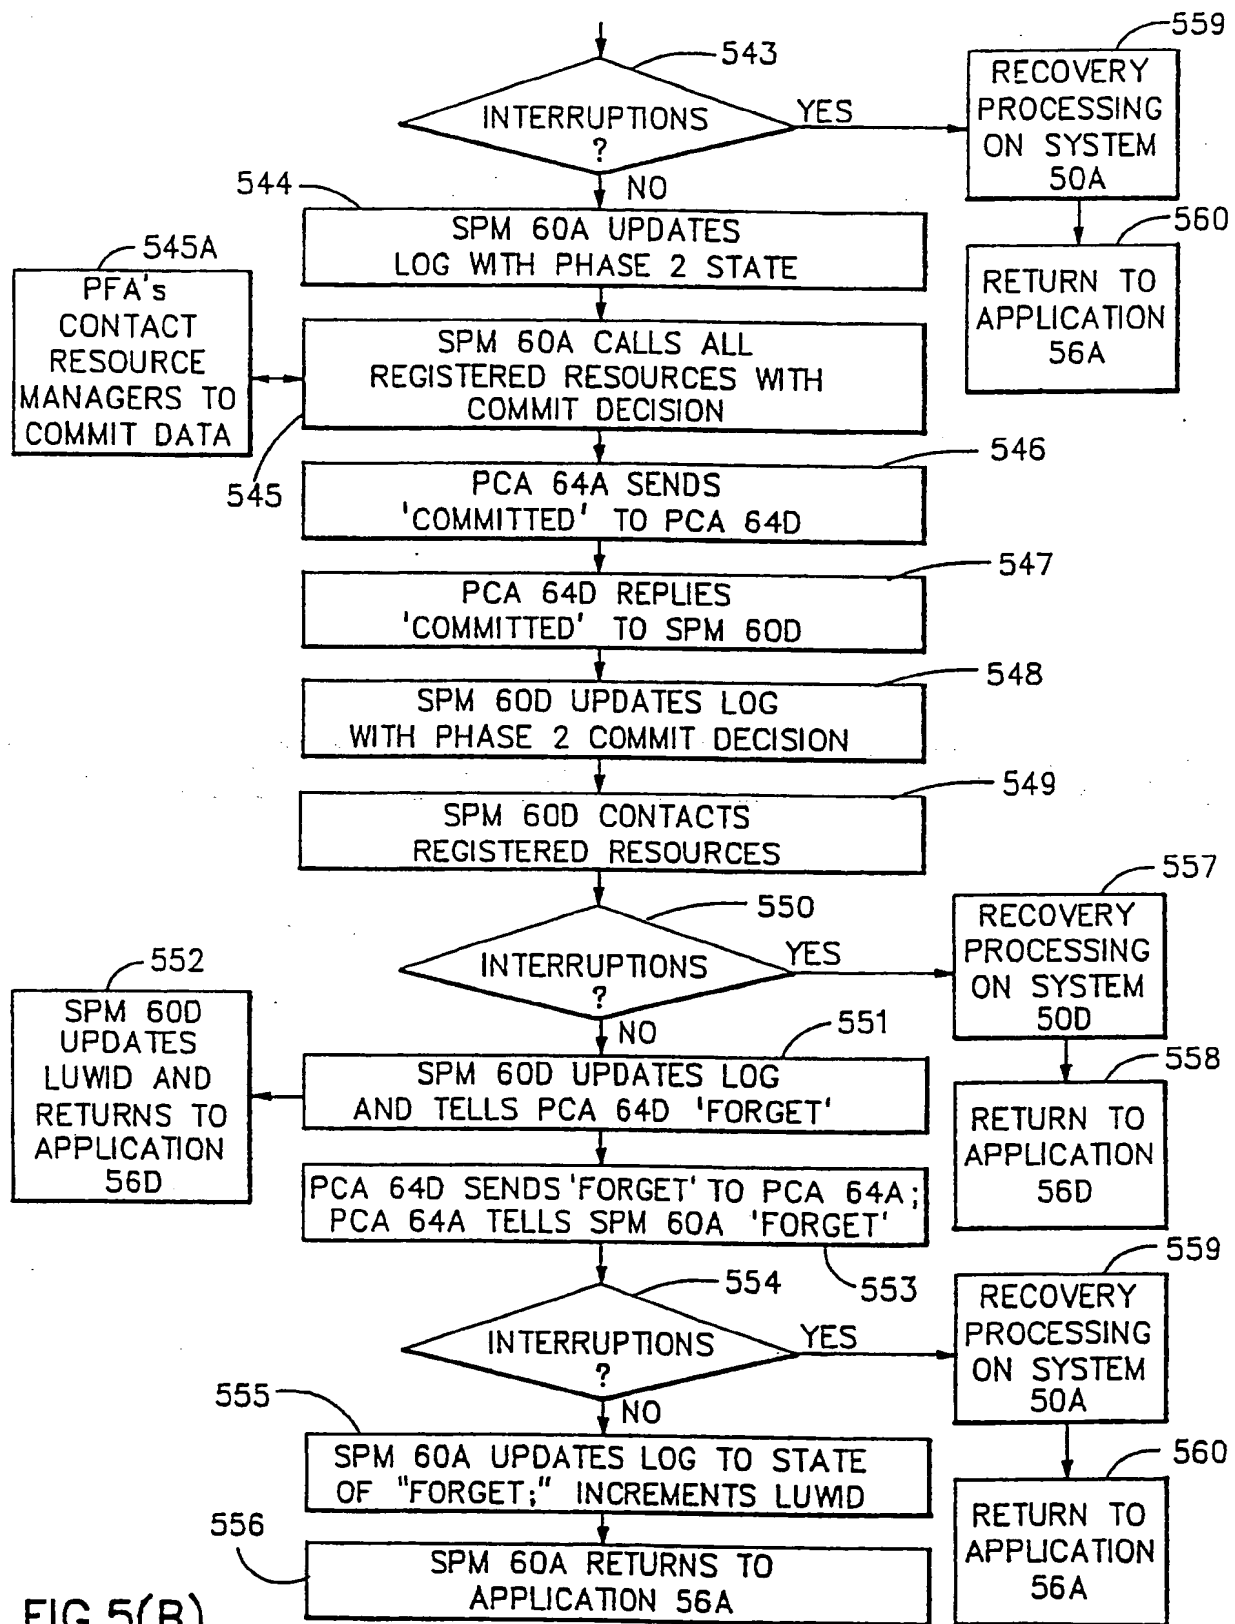 543
INTERRUPTIONS
?
YES
NO
559
RECOVERY
PROCESSING
ON SYSTEM
50A
560
RETURN TO
APPLICATION
56A
544
SPM 60A UPDATES
LOG WITH PHASE 2 STATE
545A
PFA's
CONTACT
RESOURCE
MANAGERS TO
COMMIT DATA
545
SPM 60A CALLS ALL
REGISTERED RESOURCES WITH
COMMIT DECISION
546
PCA 64A SENDS
'COMMITTED' TO PCA 64D
547
PCA 64D REPLIES
'COMMITTED' TO SPM 60D
548
SPM 60D UPDATES LOG
WITH PHASE 2 COMMIT DECISION
549
SPM 60D CONTACTS
REGISTERED RESOURCES
550
INTERRUPTIONS
?
YES
NO
557
RECOVERY
PROCESSING
ON SYSTEM
50D
558
RETURN TO
APPLICATION
56D
551
SPM 60D UPDATES LOG
AND TELLS PCA 64D 'FORGET'
552
SPM 60D
UPDATES
LUWID AND
RETURNS TO
APPLICATION
56D
PCA 64D SENDS 'FORGET' TO PCA 64A;
PCA 64A TELLS SPM 60A 'FORGET'
553
554
INTERRUPTIONS
?
YES
NO
559
RECOVERY
PROCESSING
ON SYSTEM
50A
560
RETURN TO
APPLICATION
56A
555
SPM 60A UPDATES LOG TO STATE
OF "FORGET;" INCREMENTS LUWID
556
SPM 60A RETURNS TO
APPLICATION 56A
FIG.5(B)